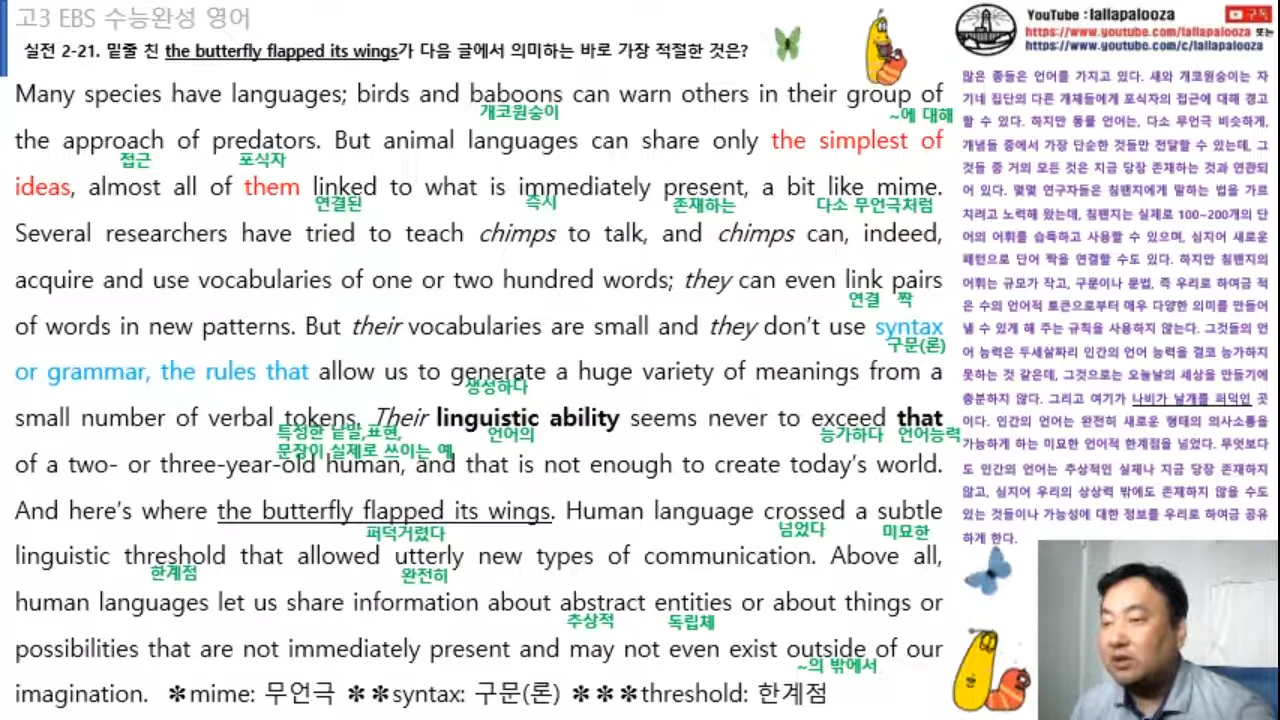 고3 EBS 수능완성 영어
실전 2-21. 밑줄 친 the butterfly flapped its wings가 다음 글에서 의미하는 바로 가장 적절한 것은?
Many species have languages; birds and baboons can warn others in their group of
개코원숭이 ~에 대해
the approach of predators. But animal languages can share only the simplest of
접근 포식자
ideas, almost all of them linked to what is immediately present, a bit like mime.
연결된 즉시 존재하는 다소 무언극처럼
Several researchers have tried to teach chimps to talk, and chimps can, indeed,
acquire and use vocabularies of one or two hundred words; they can even link pairs
연결 짝
of words in new patterns. But their vocabularies are small and they don't use syntax
구문(론)
or grammar, the rules that allow us to generate a huge variety of meanings from a
생성하다
small number of verbal tokens. Their linguistic ability seems never to exceed that
특성한 낱말,표현, 언어의 능가하다 언어능력
문장이 실제로 쓰이는 예
of a two- or three-year-old human, and that is not enough to create today's world.
And here's where the butterfly flapped its wings. Human language crossed a subtle
퍼덕거렸다 넘었다 미묘한
linguistic threshold that allowed utterly new types of communication. Above all,
한계점 완전히
human languages let us share information about abstract entities or about things or
추상적 독립체
possibilities that are not immediately present and may not even exist outside of our
~의 밖에서
imagination. ✻mime: 무언극 ✻✻syntax: 구문(론) ✻✻✻threshold: 한계점
YouTube : lallapalooza
구독
https://www.youtube.com/lallapalooza 또는
https://www.youtube.com/c/lallapalooza
많은 종들은 언어를 가지고 있다. 새와 개코원숭이는 자
기네 집단의 다른 개체들에게 포식자의 접근에 대해 경고
할 수 있다. 하지만 동물 언어는, 다소 무언극 비슷하게,
개념들 중에서 가장 단순한 것들만 전달할 수 있는데, 그
것들 중 거의 모든 것은 지금 당장 존재하는 것과 연관되
어 있다. 몇몇 연구자들은 침팬지에게 말하는 법을 가르
치려고 노력해 왔는데, 침팬지는 실제로 100~200개의 단
어의 어휘를 습득하고 사용할 수 있으며, 심지어 새로운
패턴으로 단어 짝을 연결할 수도 있다. 하지만 침팬지의
어휘는 규모가 작고, 구문이나 문법, 즉 우리로 하여금 적
은 수의 언어적 토큰으로부터 매우 다양한 의미를 만들어
낼 수 있게 해 주는 규칙을 사용하지 않는다. 그것들의 언
어 능력은 두세살짜리 인간의 언어 능력을 결코 능가하지
못하는 것 같은데, 그것으로는 오늘날의 세상을 만들기에
충분하지 않다. 그리고 여기가 나비가 날개를 퍼덕인 곳
이다. 인간의 언어는 완전히 새로운 형태의 의사소통을
가능하게 하는 미묘한 언어적 한계점을 넘었다. 무엇보다
도 인간의 언어는 추상적인 실체나 지금 당장 존재하지
않고, 심지어 우리의 상상력 밖에도 존재하지 않을 수도
있는 것들이나 가능성에 대한 정보를 우리로 하여금 공유
하게 한다.